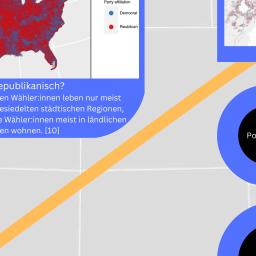 Party affiliation
Democrat
Republican
epublikanisch?
en Wähler:innen leben nur meist
esiedelten städtischen Regionen,
e Wähler:innen meist in ländlichen
en wohnen. [10]
Po